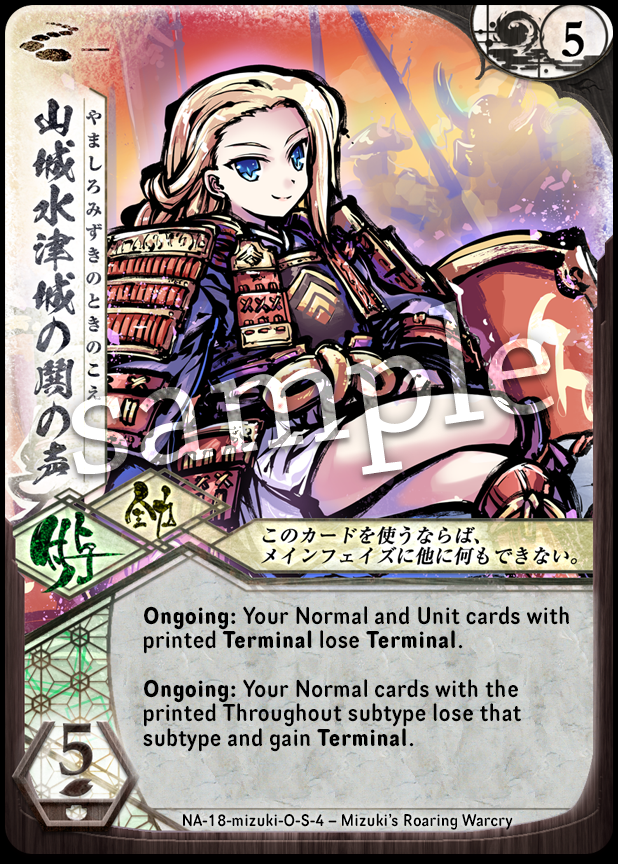 5
山城水津城の鬨の声
やましろみずきのときのこえ
sample
このカードを使うならば、
メインフェイズに他に何もできない。
Ongoing: Your Normal and Unit cards with
printed Terminal lose Terminal.
Ongoing: Your Normal cards with the
printed Throughout subtype lose that
subtype and gain Terminal.
5
NA-18-mizuki-O-S-4 – Mizuki's Roaring Warcry